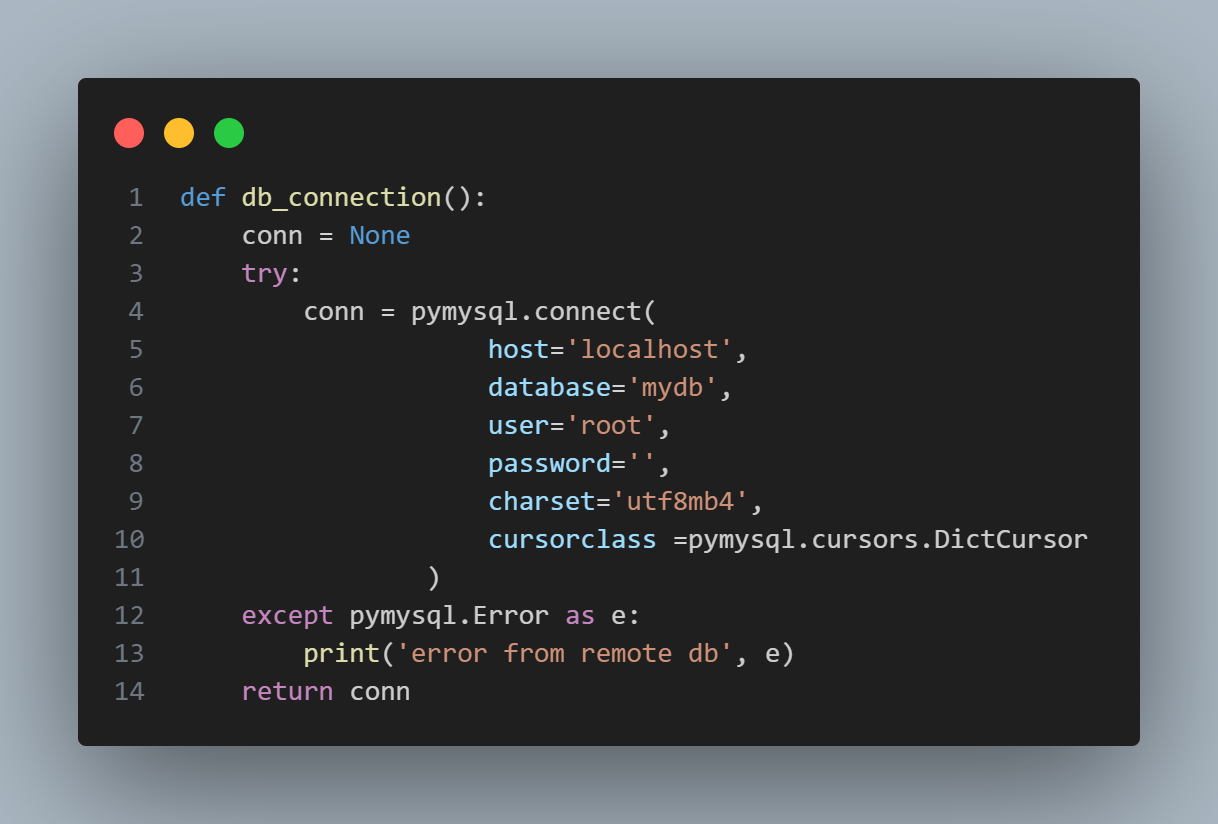 1 def db_connection():
2     conn = None
3     try:
4         conn = pymysql.connect(
5                     host='localhost',
6                     database='mydb',
7                     user='root',
8                     password='',
9                     charset='utf8mb4',
10                     cursorclass =pymysql.cursors.DictCursor
11                 )
12     except pymysql.Error as e:
13         print('error from remote db', e)
14     return conn